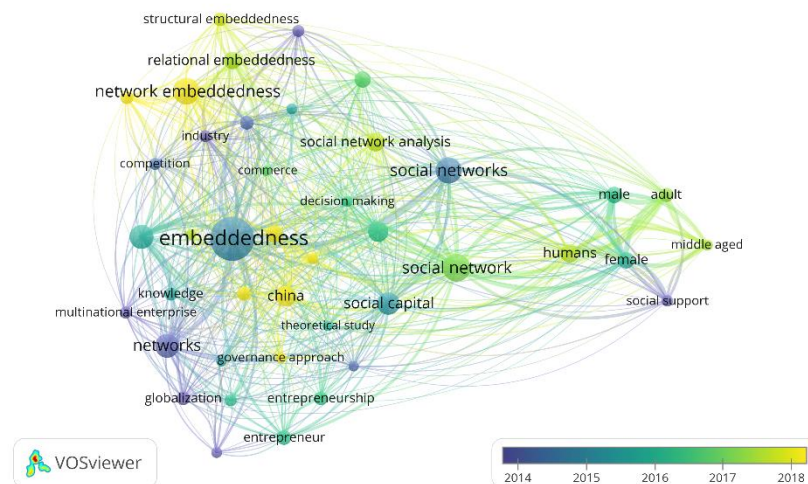 structural embeddedness
relational embeddedness
network embeddedness
industry
social network analysis
competition
commerce
social networks
decision making
male
adult
embeddedness
middle aged
humans
female
social network
knowledge
china
social capital
social support
multinational enterprise
theoretical study
networks
governance approach
globalization
entrepreneurship
entrepreneur
VOSviewer
2014 2015 2016 2017 2018